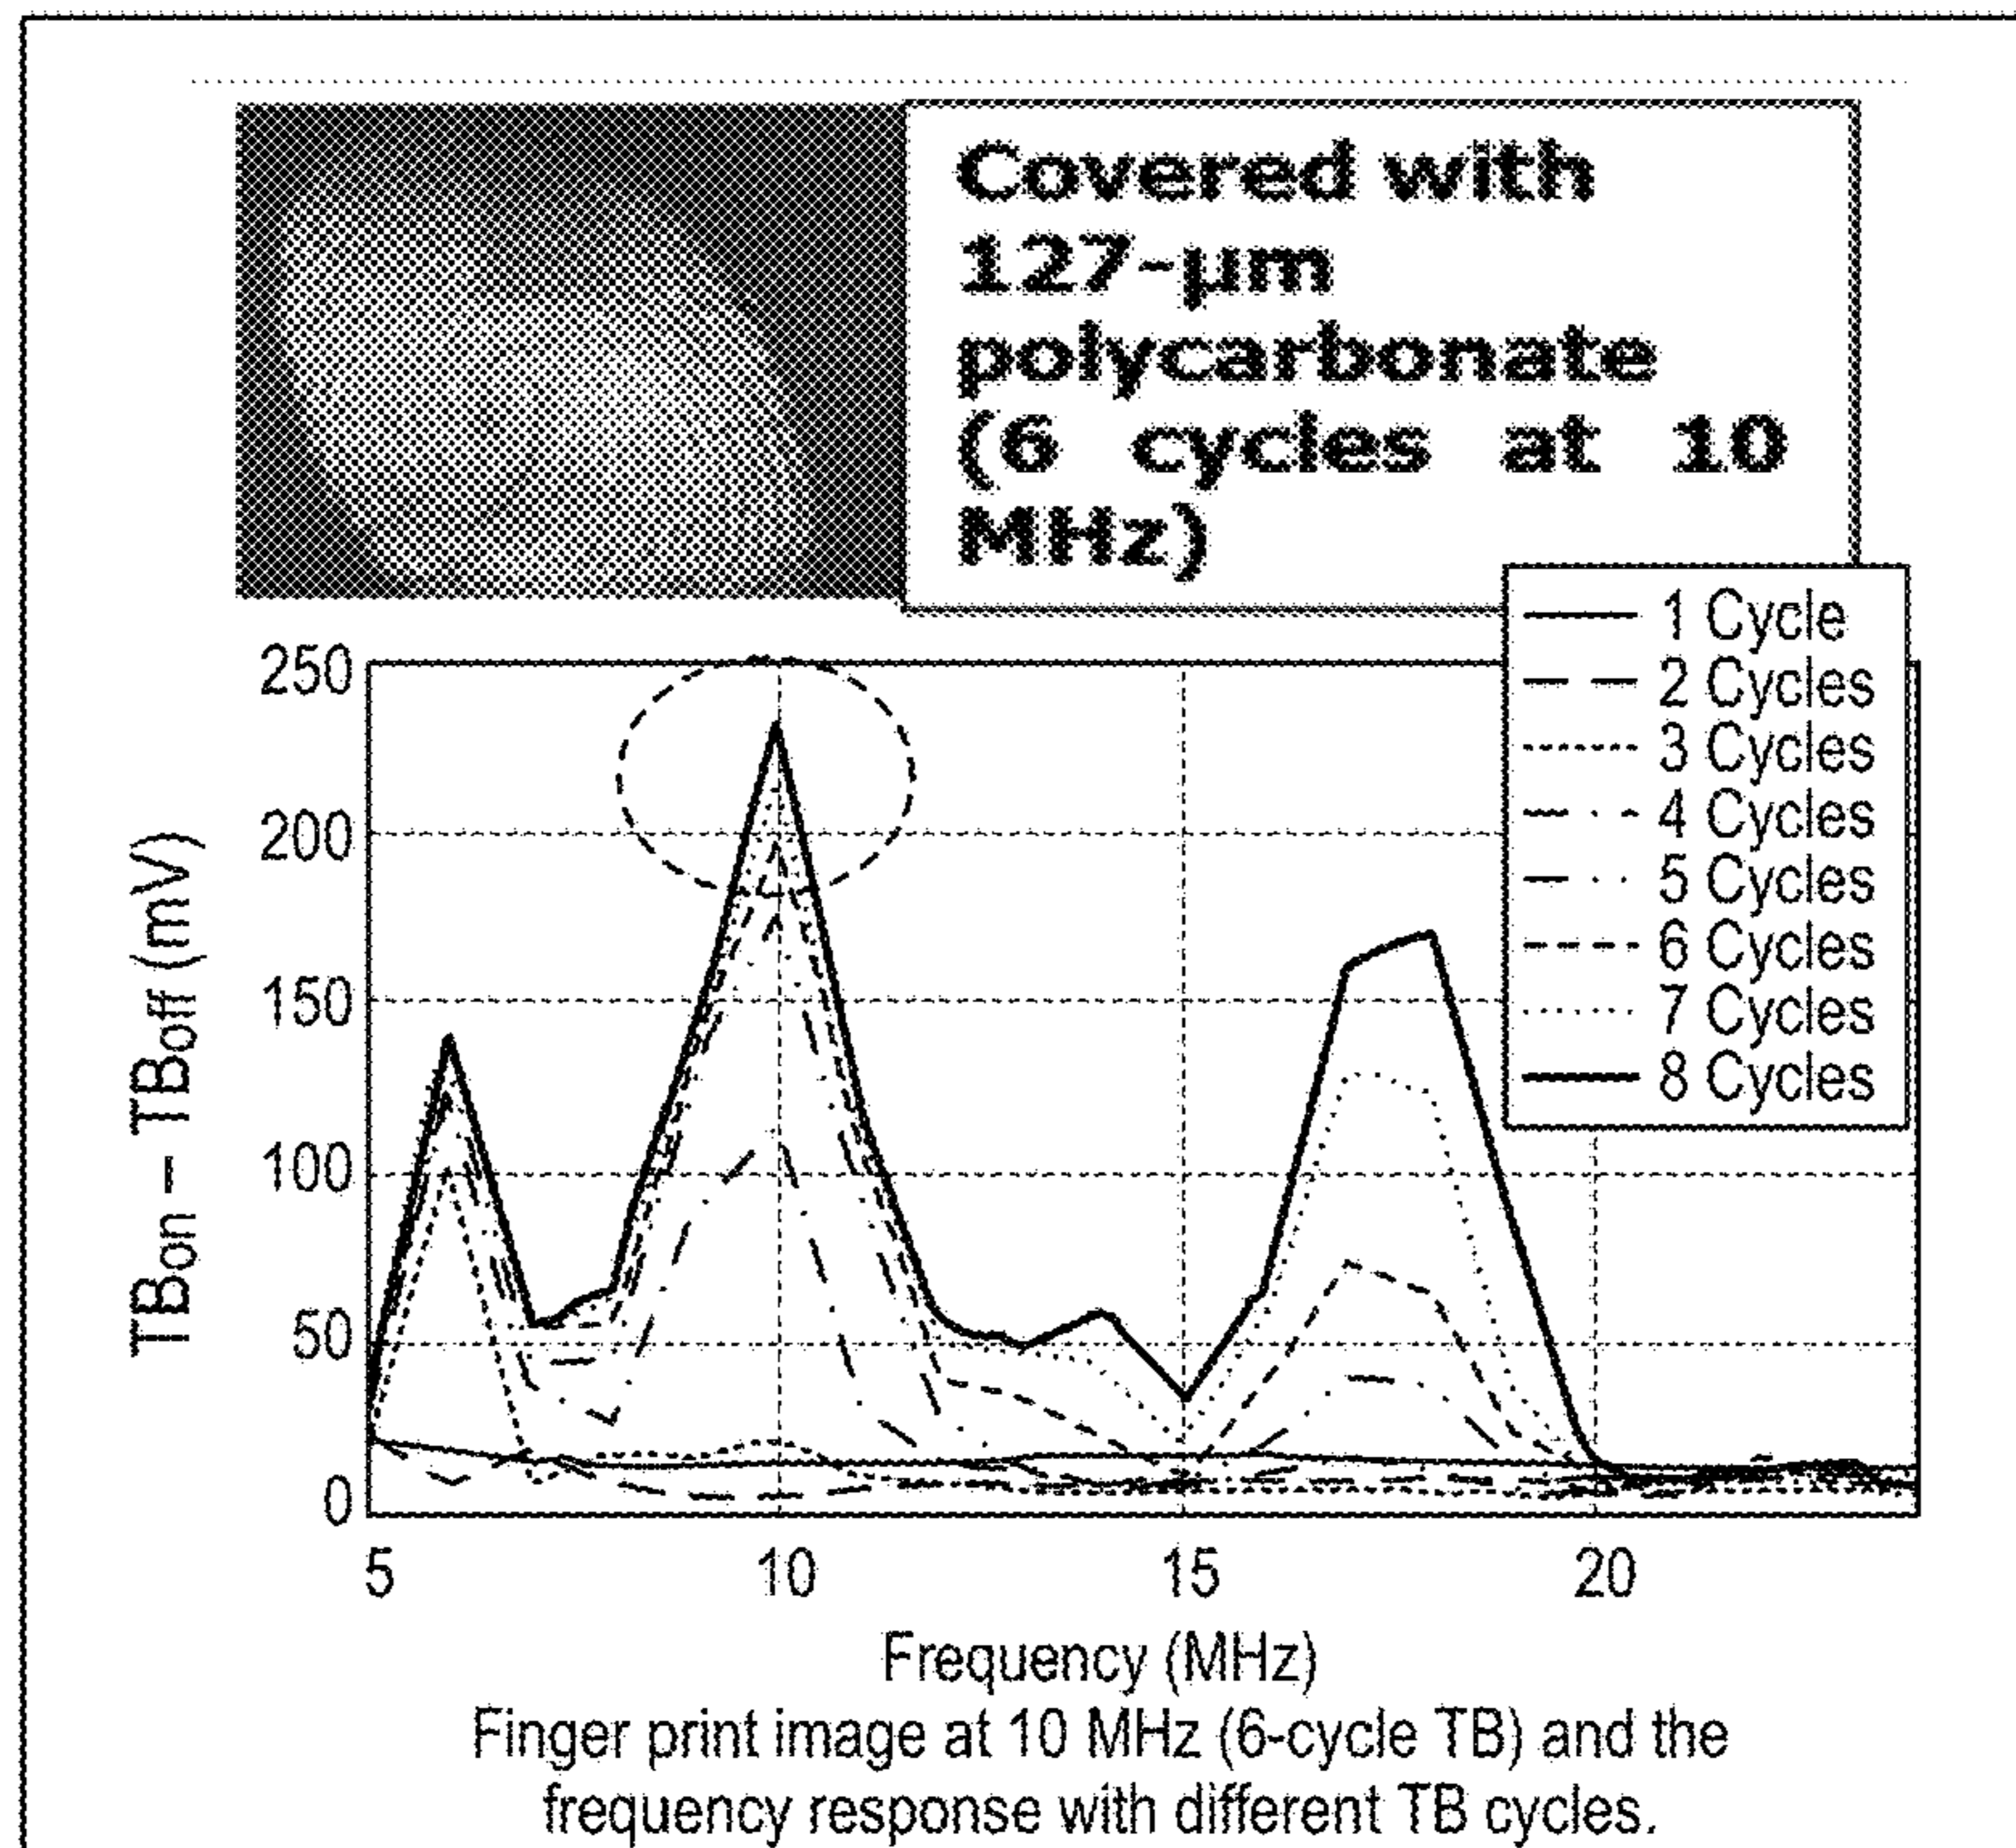 Covered with
127-µm
polycarbonate
(6 cycles at 10
MHz)
1 Cycle
2 Cycles
3 Cycles
4 Cycles
5 Cycles
6 Cycles
7 Cycles
8 Cycles
250
200
150
100
50
0
TBon – TBoff (mV)
5 10 15 20
Frequency (MHz)
Finger print image at 10 MHz (6-cycle TB) and the
frequency response with different TB cycles.